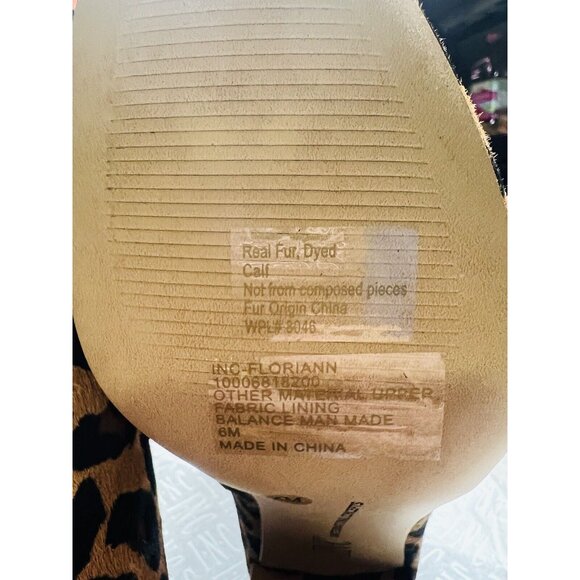 Real Fur, Dyed
Calf
Not from composed pieces
Fur Origin China
WPL# 8046
INC-FLORIANN
10006818200
OTHER MATERIAL UPPER
FABRIC LINING
BALANCE MAN MADE
6M
MADE IN CHINA